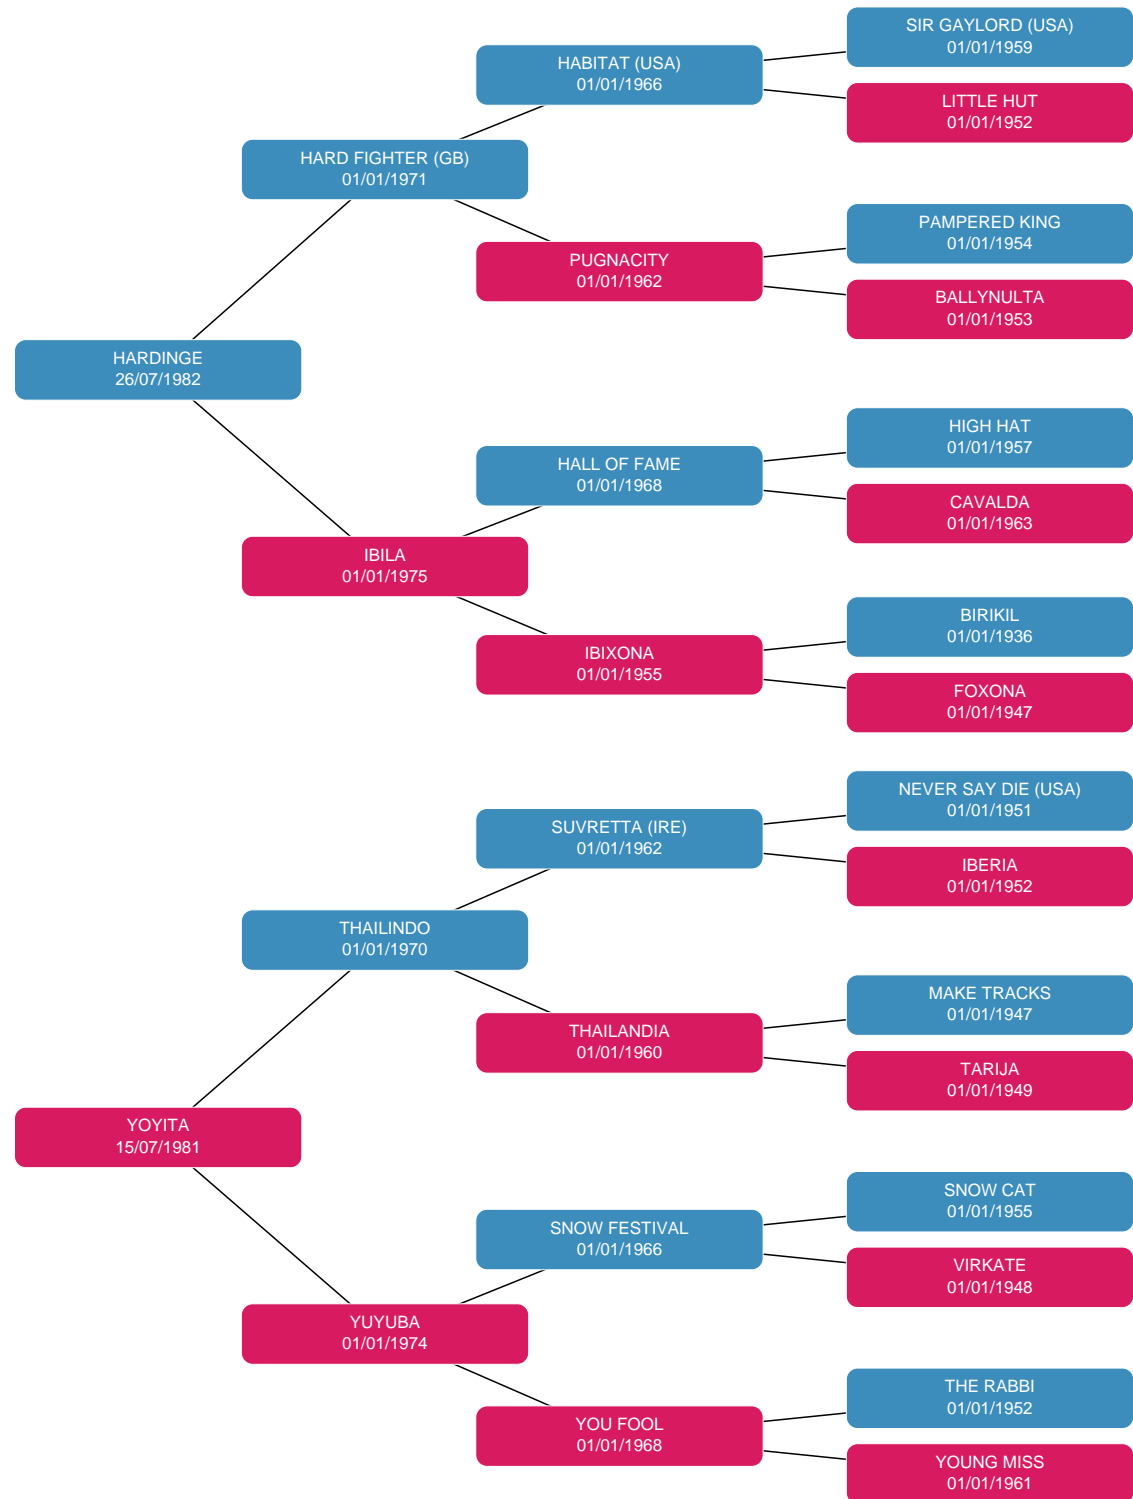 SIR GAYLORD (USA)
01/01/1959
HABITAT (USA)
01/01/1966
LITTLE HUT
01/01/1952
HARD FIGHTER (GB)
01/01/1971
PAMPERED KING
01/01/1954
PUGNACITY
01/01/1962
BALLYNULTA
01/01/1953
HARDINGE
26/07/1982
HIGH HAT
01/01/1957
HALL OF FAME
01/01/1968
CAVALDA
01/01/1963
IBILA
01/01/1975
BIRIKIL
01/01/1936
IBIXONA
01/01/1955
FOXONA
01/01/1947
NEVER SAY DIE (USA)
01/01/1951
SUVRETTA (IRE)
01/01/1962
IBERIA
01/01/1952
THAILINDO
01/01/1970
MAKE TRACKS
01/01/1947
THAILANDIA
01/01/1960
TARIJA
01/01/1949
YOYITA
15/07/1981
SNOW CAT
01/01/1955
SNOW FESTIVAL
01/01/1966
VIRKATE
01/01/1948
YUYUBA
01/01/1974
THE RABBI
01/01/1952
YOU FOOL
01/01/1968
YOUNG MISS
01/01/1961